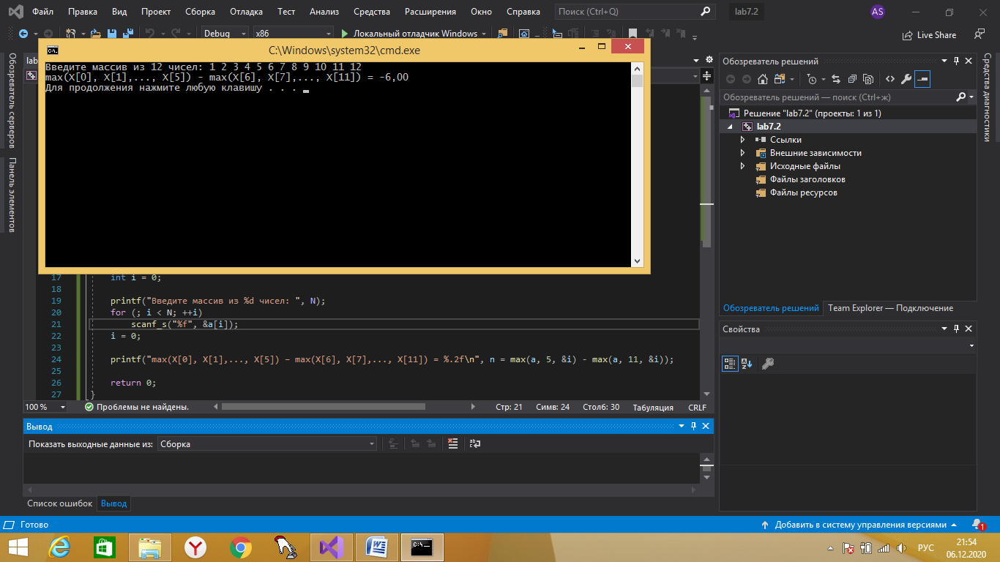 Файл Правка Вид Проект Сборка Отладка Тест Анализ Средства Расширения Окно Справка Поиск (Ctrl+Q) lab7.2 AS
Debug x86 Локальный отладчик Windows Live Share
C:\Windows\system32\cmd.exe
Введите массив из 12 чисел: 1 2 3 4 5 6 7 8 9 10 11 12
max(X[0], X[1],..., X[5]) - max(X[6], X[7],..., X[11]) = -6,00
Для продолжения нажмите любую клавишу . . .
Обозреватель серверов
Панель элементов
lab
17 int i = 0;
18
19 printf("Введите массив из %d чисел: ", N);
20 for (; i < N; ++i)
21 scanf_s("%f", &a[i]);
22 i = 0;
23
24 printf("max(X[0], X[1],..., X[5]) – max(X[6], X[7],..., X[11]) = %.2f\n", n = max(a, 5, &i) - max(a, 11, &i));
25
26 return 0;
27 }
100 % Проблемы не найдены. Стр: 21 Симв: 24 Столб: 30 Табуляция CRLF
Вывод
Показать выходные данные из: Сборка
Список ошибок Вывод
Обозреватель решений
Обозреватель решений — поиск (Ctrl+ж)
Решение "lab7.2" (проекты: 1 из 1)
lab7.2
Ссылки
Внешние зависимости
Исходные файлы
Файлы заголовков
Файлы ресурсов
Обозреватель решений Team Explorer — Подключение
Свойства
Средства диагностики
Готово Добавить в систему управления версиями 1
РУС
21:54
06.12.2020